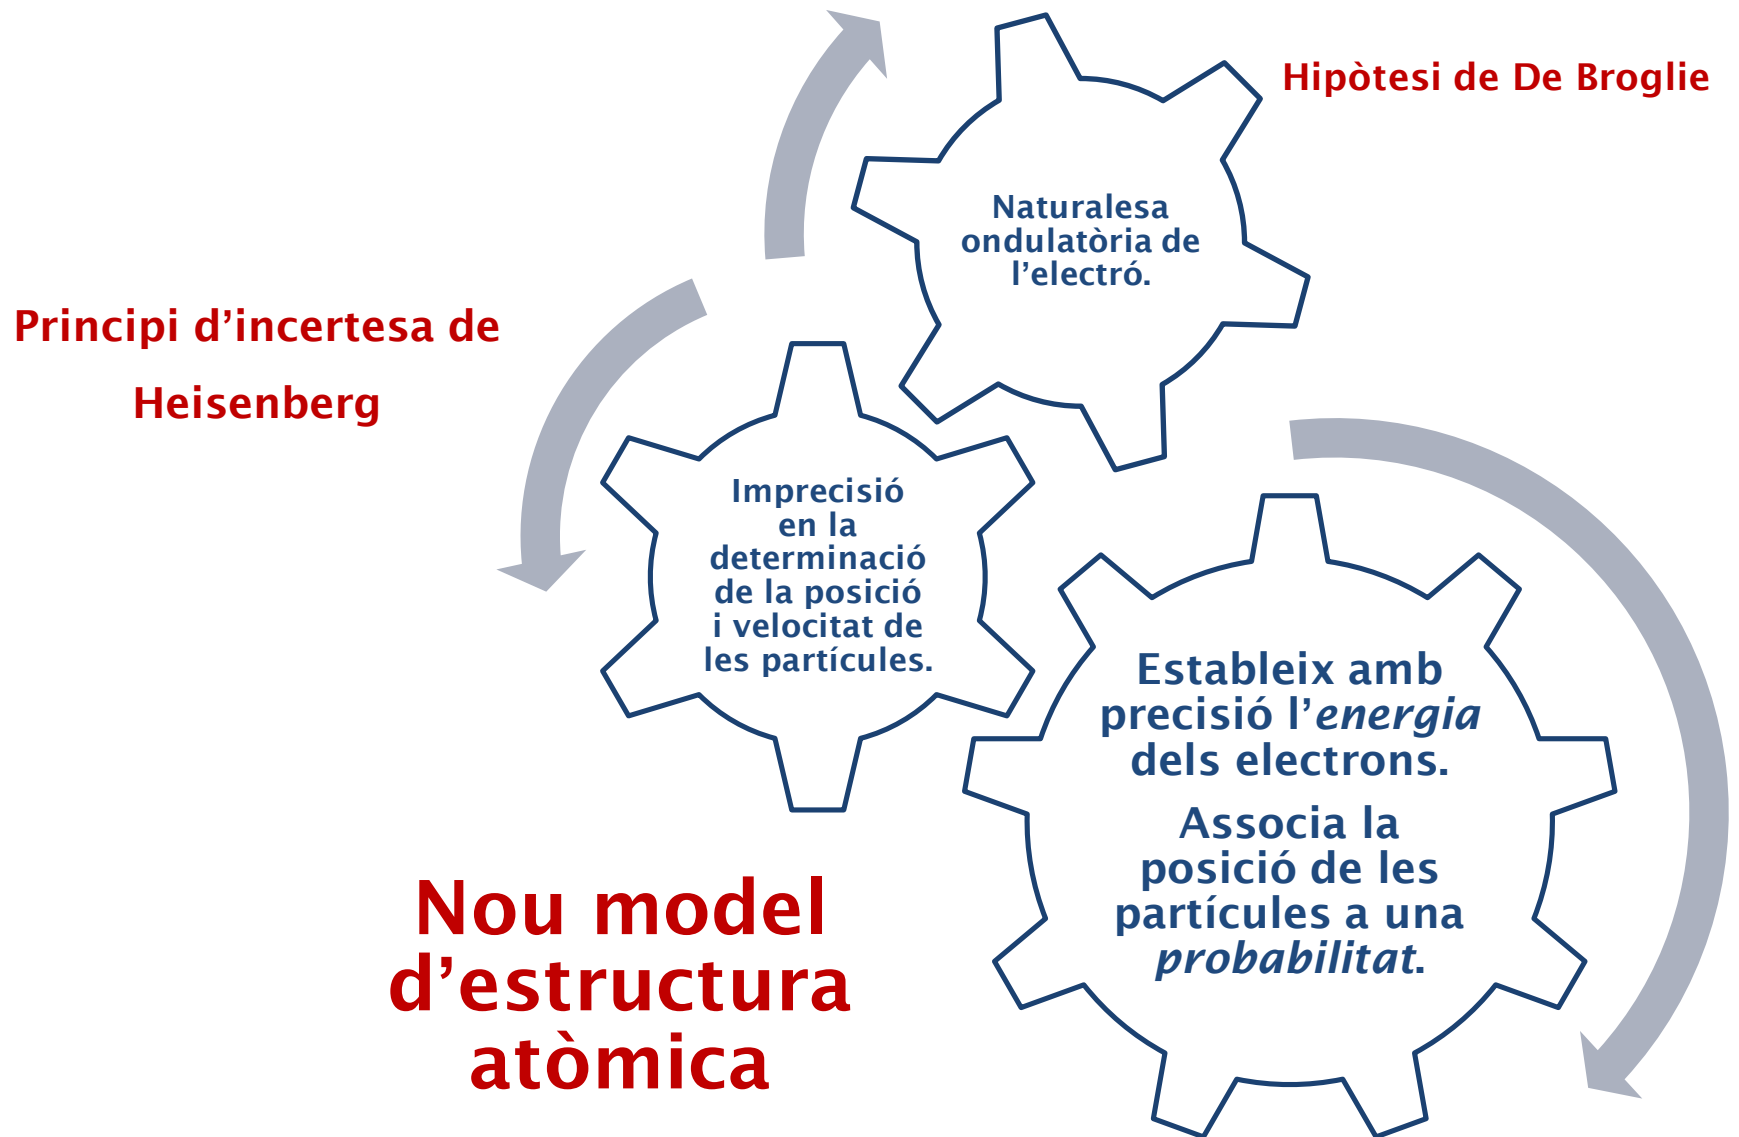 Hipòtesi de De Broglie
Naturalesa
ondulatòria de
l’electró.
Principi d’incertesa de
Heisenberg
Imprecisió
en la
determinació
de la posició
i velocitat de
les partícules.
Estableix amb
precisió l’energia
dels electrons.
Associa la
posició de les
partícules a una
probabilitat.
Nou model
d’estructura
atòmica